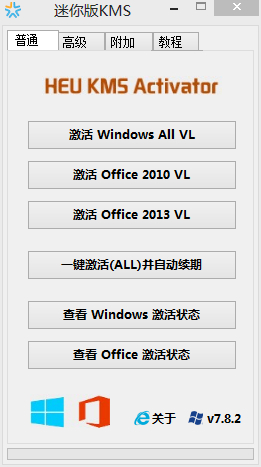 迷你版KMS
普通 高级 附加 教程
HEU KMS Activator
激活 Windows All VL
激活 Office 2010 VL
激活 Office 2013 VL
一键激活(ALL)并自动续期
查看 Windows 激活状态
查看 Office 激活状态
关于 v7.8.2